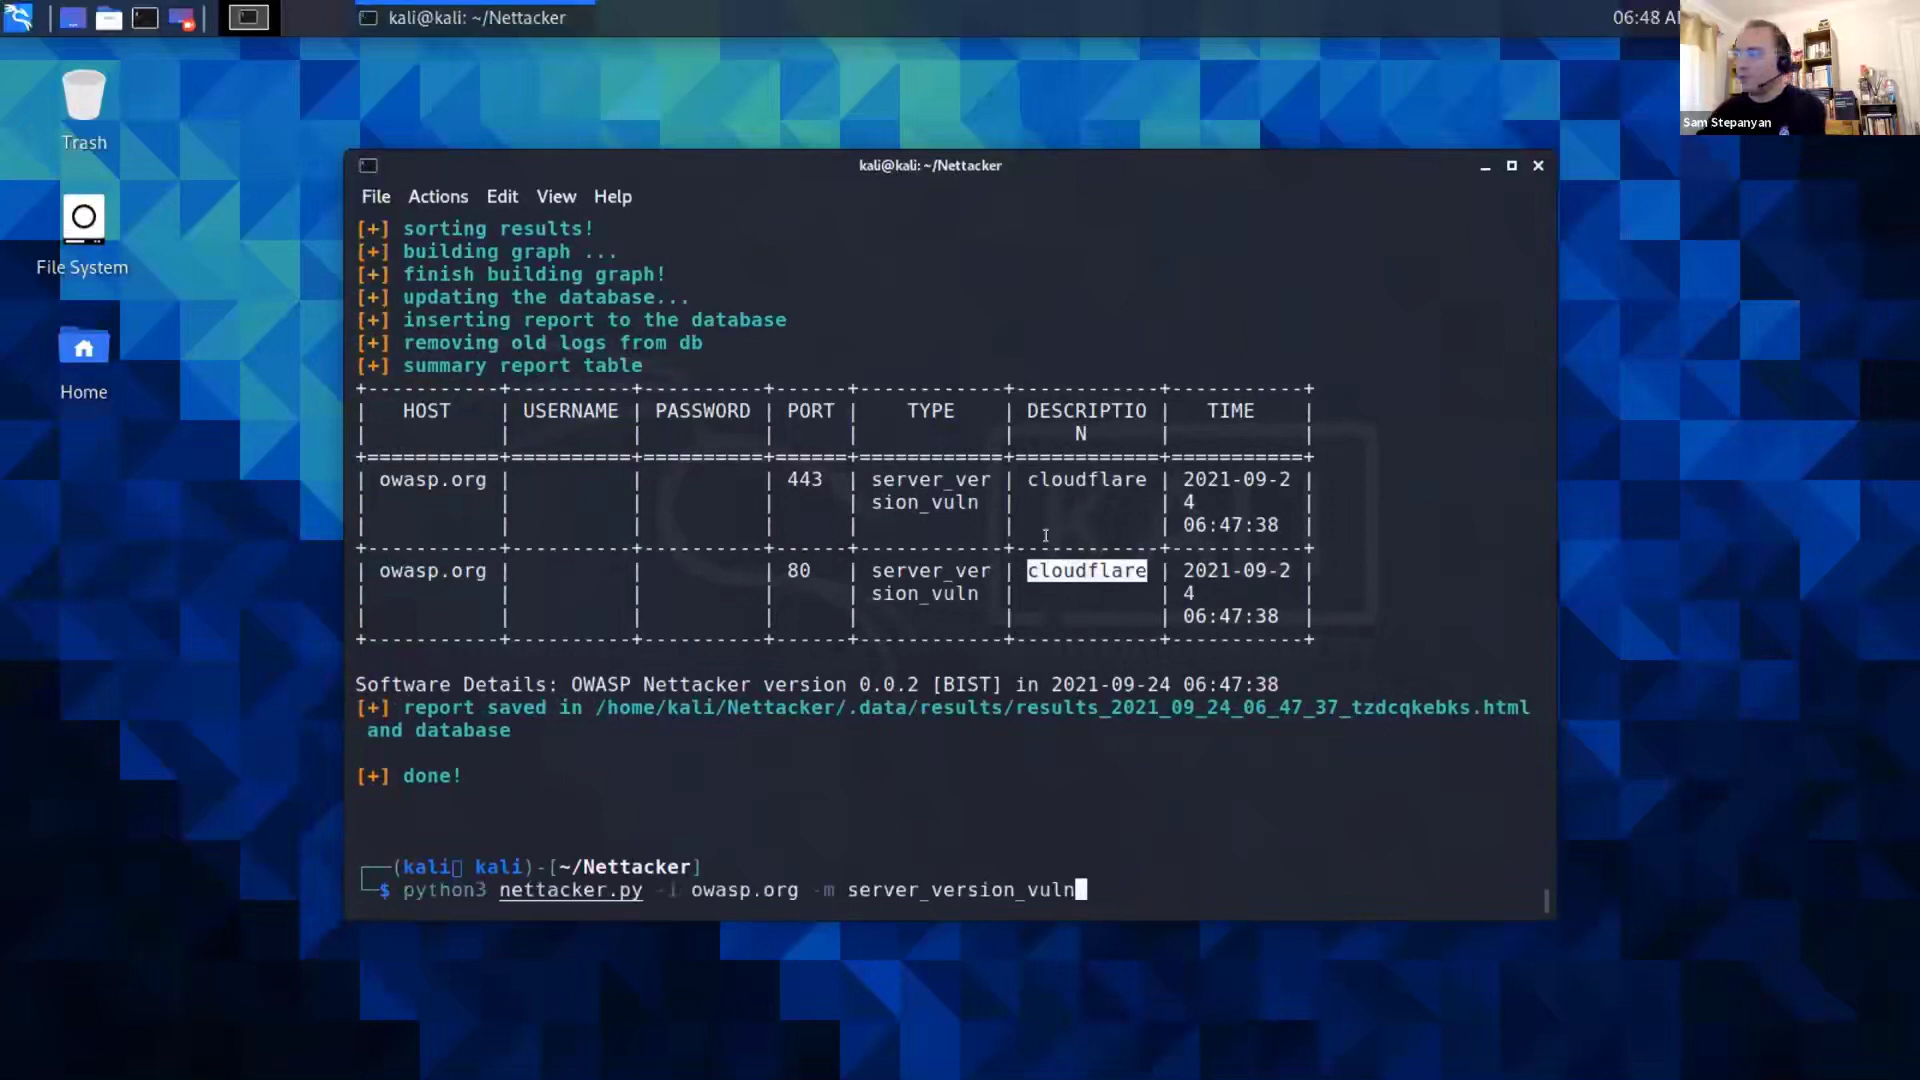 kali@kali: ~/Nettacker
06:48 A
Sam Stepanyan
Trash
File System
Home
kali@kali: ~/Nettacker
File Actions Edit View Help
[+] sorting results!
[+] building graph ...
[+] finish building graph!
[+] updating the database...
[+] inserting report to the database
[+] removing old logs from db
[+] summary report table
+-----------+----------+----------+------+------------+------------+-----------+
| HOST | USERNAME | PASSWORD | PORT | TYPE | DESCRIPTIO | TIME |
| | | | | | N | |
+===========+==========+==========+======+============+============+===========+
| owasp.org | | | 443 | server_ver | cloudflare | 2021-09-2 |
| | | | | sion_vuln | | 4 |
| | | | | | | 06:47:38 |
+-----------+----------+----------+------+------------+------------+-----------+
| owasp.org | | | 80 | server_ver | cloudflare | 2021-09-2 |
| | | | | sion_vuln | | 4 |
| | | | | | | 06:47:38 |
+-----------+----------+----------+------+------------+------------+-----------+
Software Details: OWASP Nettacker version 0.0.2 [BIST] in 2021-09-24 06:47:38
[+] report saved in /home/kali/Nettacker/.data/results/results_2021_09_24_06_47_37_tzdcqkebks.html
and database
[+] done!
(kali kali)-[~/Nettacker]
$ python3 nettacker.py -i owasp.org -m server_version_vuln